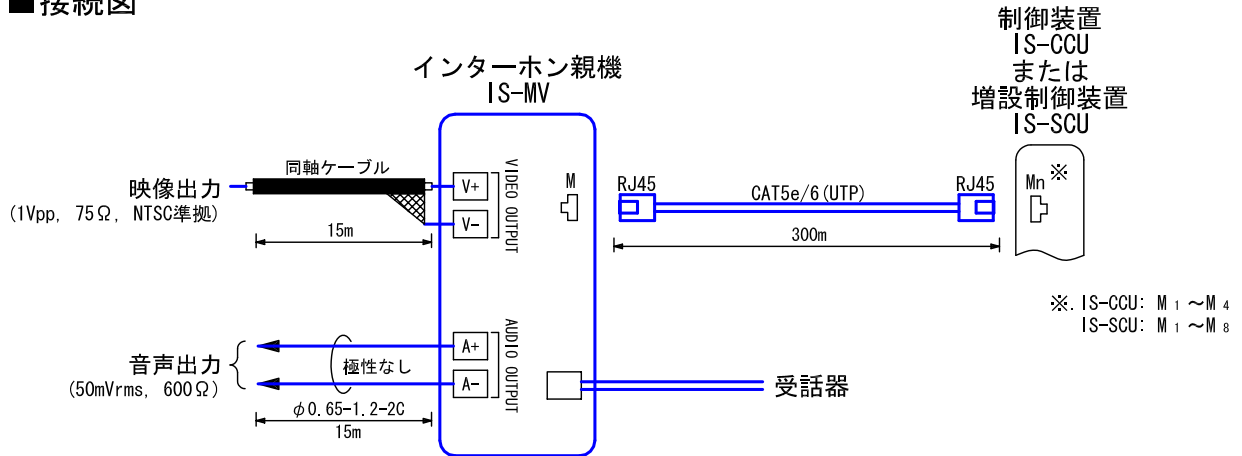 ■接続図
制御装置
IS-CCU
または
増設制御装置
IS-SCU
インターホン親機
IS-MV
同軸ケーブル
映像出力
(1Vpp, 75Ω, NTSC準拠)
15m
V+
V-
VIDEO OUTPUT
M
RJ45
CAT5e/6(UTP)
RJ45
300m
Mn ※
※. IS-CCU: M1～M4
IS-SCU: M1～M8
音声出力
(50mVrms, 600Ω)
極性なし
φ0.65-1.2-2C
15m
A+
A-
AUDIO OUTPUT
受話器